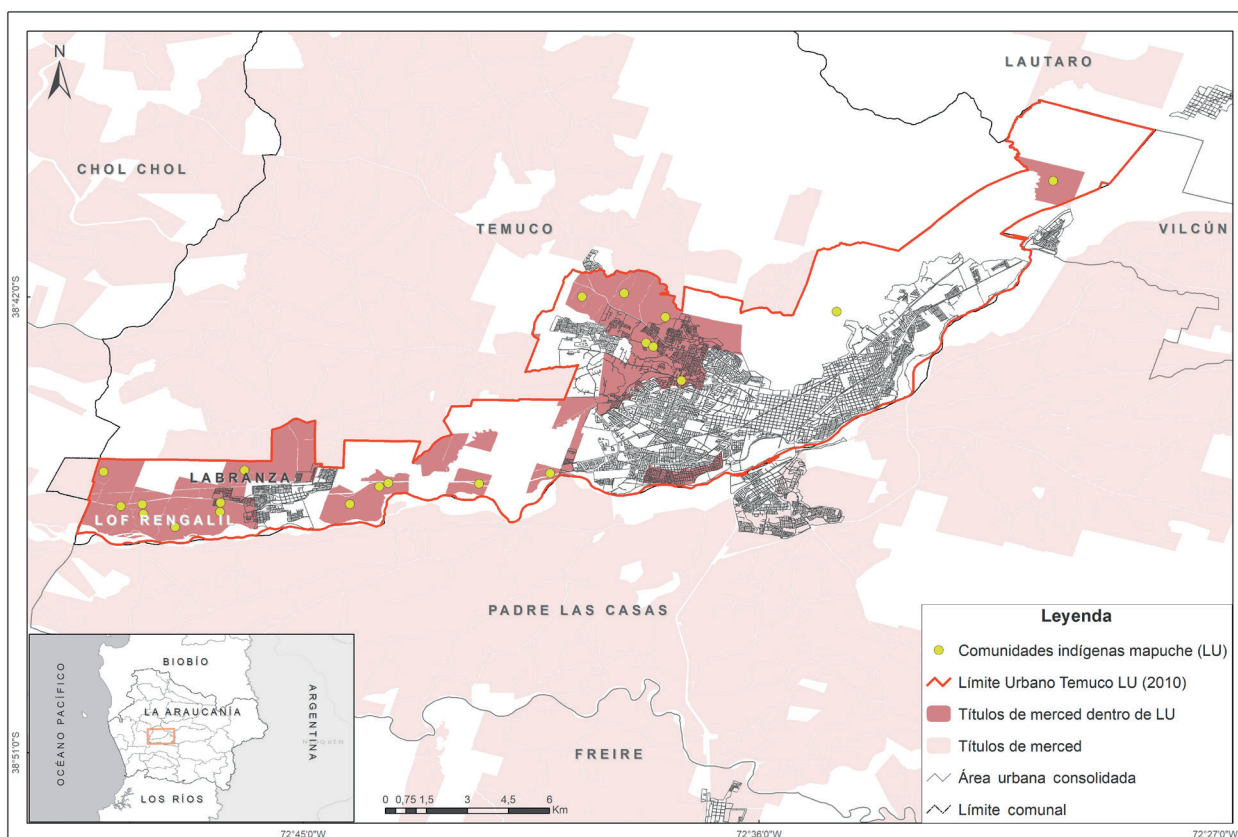 N
LAUTARO
CHOL CHOL
TEMUCO
VILCÚN
38°42'0"S
LABRANZA
LOF RENGALIL
PADRE LAS CASAS
FREIRE
38°51'0"S
Leyenda
Comunidades indígenas mapuche (LU)
Límite Urbano Temuco LU (2010)
Títulos de merced dentro de LU
Títulos de merced
Área urbana consolidada
Límite comunal
OCÉANO PACÍFICO
BIOBÍO
LA ARAUCANÍA
ARGENTINA
NEUQUÉN
LOS RÍOS
0 0,75 1,5 3 4,5 6
Km
72°45'0"W
72°36'0"W
72°27'0"W